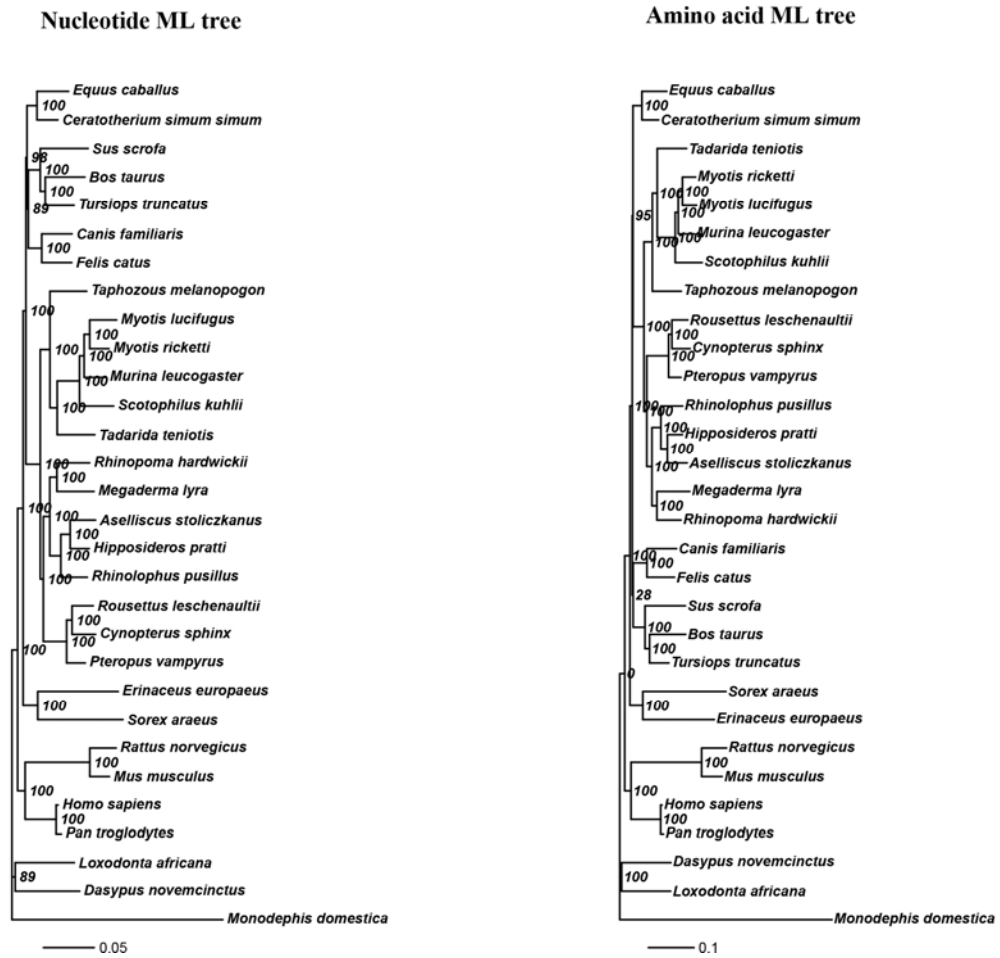 Nucleotide ML tree
Equus caballus
100
Ceratotherium simum simum
Sus scrofa
98
100
Bos taurus
100
89
Tursiops truncatus
Canis familiaris
100
Felis catus
Taphozous melanopogon
100
Myotis lucifugus
100
100
100
Myotis ricketti
100
Murina leucogaster
100
Scotophilus kuhlii
Tadarida teniotis
100
Rhinopoma hardwickii
100
Megaderma lyra
100
100
Aselliscus stoliczkanus
100
Hipposideros pratti
100
100
Rhinolophus pusillus
Rousettus leschenaultii
100
100
Cynopterus sphinx
100
Pteropus vampyrus
Erinaceus europaeus
100
Sorex araeus
Rattus norvegicus
100
Mus musculus
100
Homo sapiens
100
Pan troglodytes
Loxodonta africana
89
Dasypus novemcinctus
Monodephis domestica
0.05
Amino acid ML tree
Equus caballus
100
Ceratotherium simum simum
Tadarida teniotis
Myotis ricketti
100
100
Myotis lucifugus
95
100
Murina leucogaster
100
100
Scotophilus kuhlii
Taphozous melanopogon
Rousettus leschenaultii
100
100
Cynopterus sphinx
100
Pteropus vampyrus
Rhinolophus pusillus
100
100
Hipposideros pratti
100
Aselliscus stoliczkanus
100
Megaderma lyra
100
Rhinopoma hardwickii
Canis familiaris
100
100
Felis catus
28
Sus scrofa
100
Bos taurus
100
Tursiops truncatus
0
Sorex araeus
100
Erinaceus europaeus
Rattus norvegicus
100
Mus musculus
100
Homo sapiens
100
Pan troglodytes
Dasypus novemcinctus
100
Loxodonta africana
Monodephis domestica
0.1